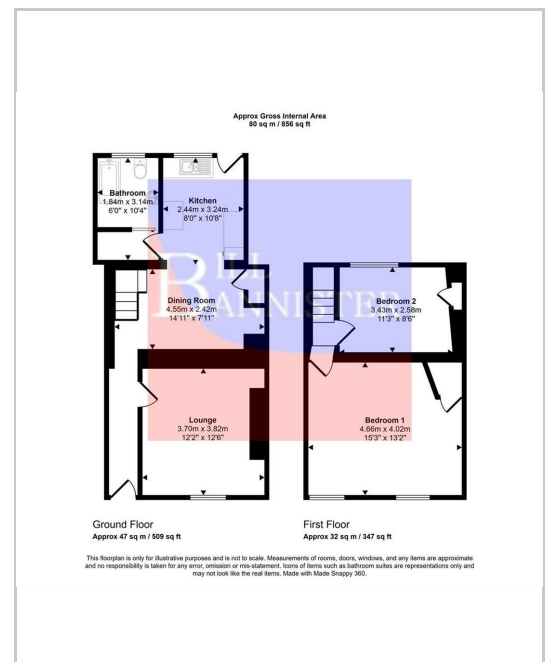 Approx Gross Internal Area
80 sq m / 856 sq ft
Bathroom
1.84m x 3.14m
6'0" x 10'4"
Kitchen
2.44m x 3.24m
8'0" x 10'8"
BILL
BANNISTER
Dining Room
4.55m x 2.42m
14'11" x 7'11"
Bedroom 2
3.43m x 2.58m
11'3" x 8'6"
Lounge
3.70m x 3.82m
12'2" x 12'6"
Bedroom 1
4.66m x 4.02m
15'3" x 13'2"
Ground Floor
Approx 47 sq m / 509 sq ft
First Floor
Approx 32 sq m / 347 sq ft
This floorplan is only for illustrative purposes and is not to scale. Measurements of rooms, doors, windows, and any items are approximate
and no responsibility is taken for any error, omission or mis-statement. Icons of items such as bathroom suites are representations only and
may not look like the real items. Made with Made Snappy 360.